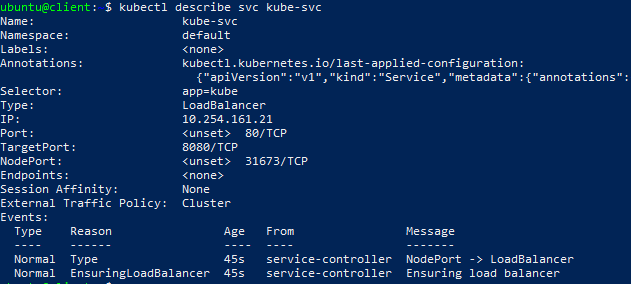 ubuntu@client: $ kubectl describe svc kube-svc
Name:                     kube-svc
Namespace:                default
Labels:                   <none>
Annotations:              kubectl.kubernetes.io/last-applied-configuration:
                            {"apiVersion":"v1","kind":"Service","metadata":{"annotations":
Selector:                 app=kube
Type:                     LoadBalancer
IP:                       10.254.161.21
Port:                     <unset>  80/TCP
TargetPort:               8080/TCP
NodePort:                 <unset>  31673/TCP
Endpoints:                <none>
Session Affinity:         None
External Traffic Policy:  Cluster
Events:
  Type    Reason                Age   From                Message
  ----    ------                ----  ----                -------
  Normal  Type                  45s   service-controller  NodePort -> LoadBalancer
  Normal  EnsuringLoadBalancer  45s   service-controller  Ensuring load balancer